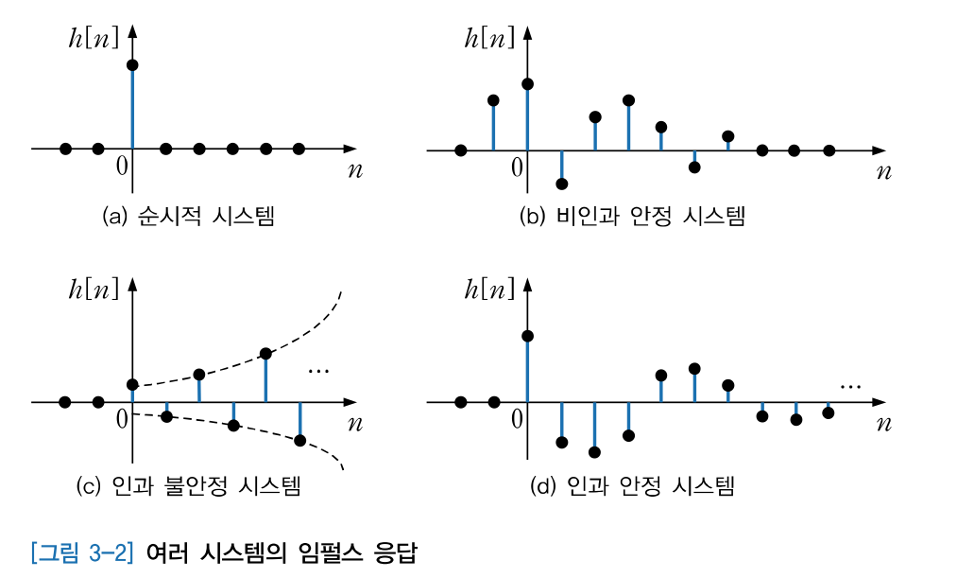 h[n]
0
n
(a) 순시적 시스템
h[n]
0
n
(b) 비인과 안정 시스템
h[n]
0
n
...
(c) 인과 불안정 시스템
h[n]
0
n
...
(d) 인과 안정 시스템
[그림 3-2] 여러 시스템의 임펄스 응답